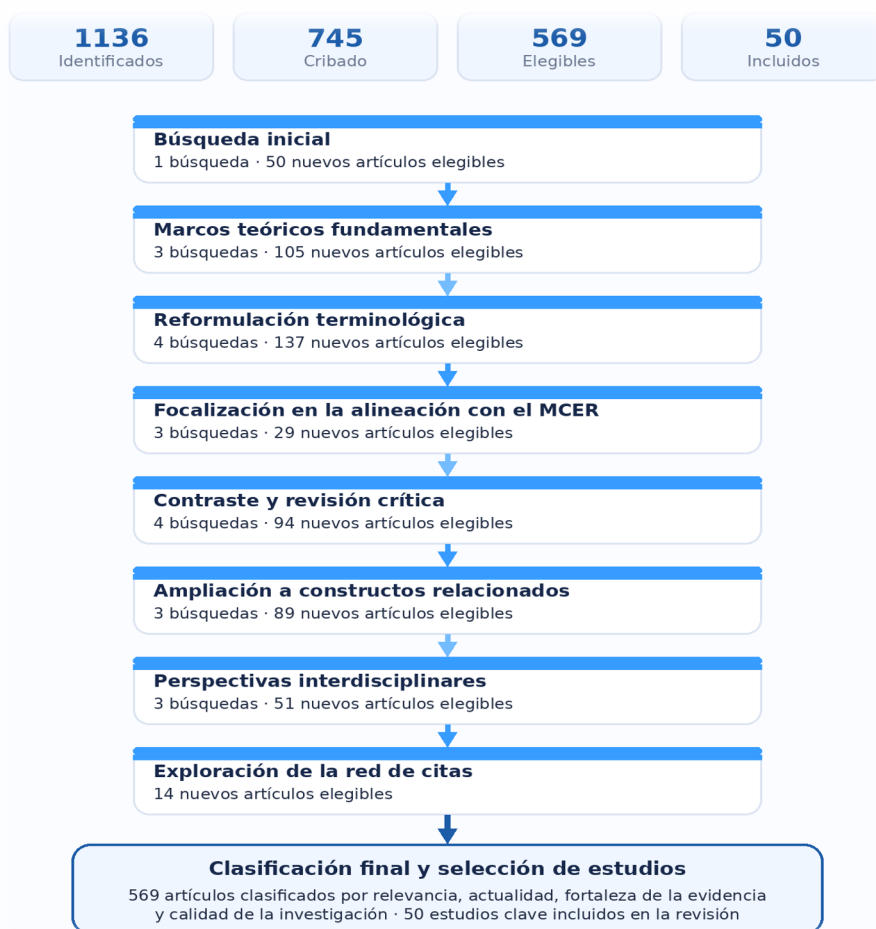 1136
Identificados
745
Cribado
569
Elegibles
50
Incluidos
Búsqueda inicial
1 búsqueda · 50 nuevos artículos elegibles
Marcos teóricos fundamentales
3 búsquedas · 105 nuevos artículos elegibles
Reformulación terminológica
4 búsquedas · 137 nuevos artículos elegibles
Focalización en la alineación con el MCER
3 búsquedas · 29 nuevos artículos elegibles
Contraste y revisión crítica
4 búsquedas · 94 nuevos artículos elegibles
Ampliación a constructos relacionados
3 búsquedas · 89 nuevos artículos elegibles
Perspectivas interdisciplinares
3 búsquedas · 51 nuevos artículos elegibles
Exploración de la red de citas
14 nuevos artículos elegibles
Clasificación final y selección de estudios
569 artículos clasificados por relevancia, actualidad, fortaleza de la evidencia
y calidad de la investigación · 50 estudios clave incluidos en la revisión